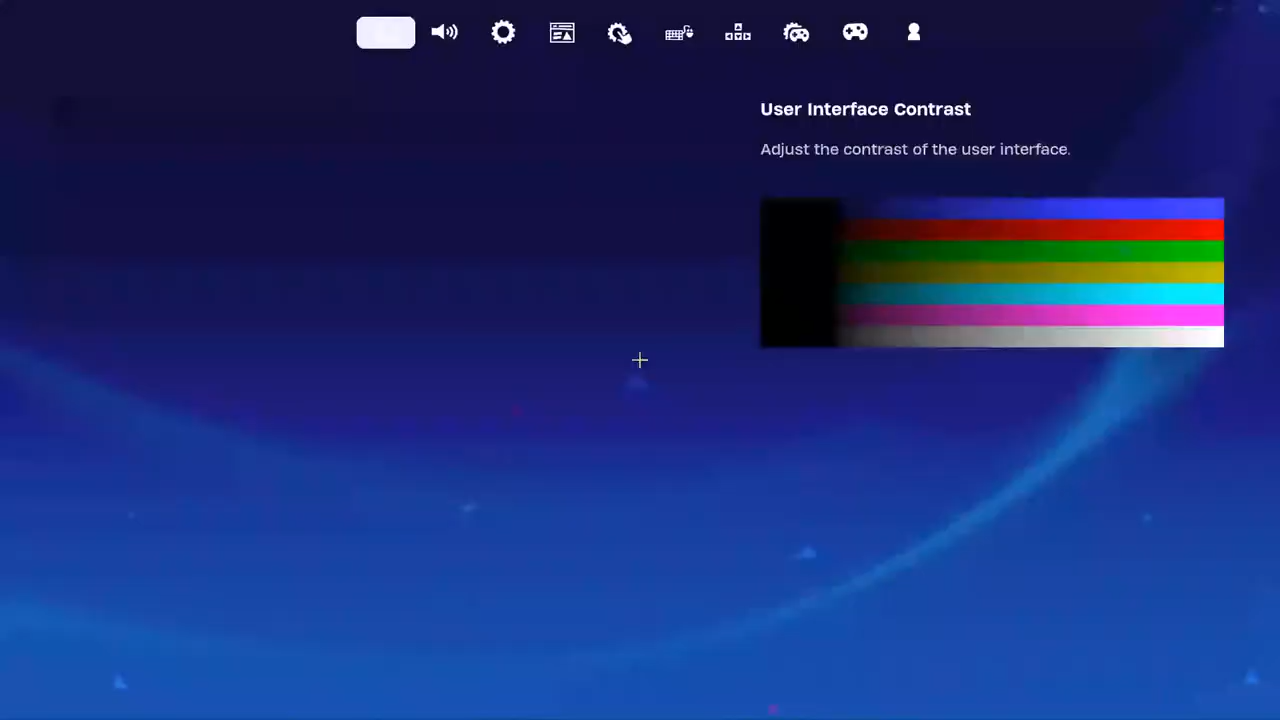 User Interface Contrast
Adjust the contrast of the user interface.